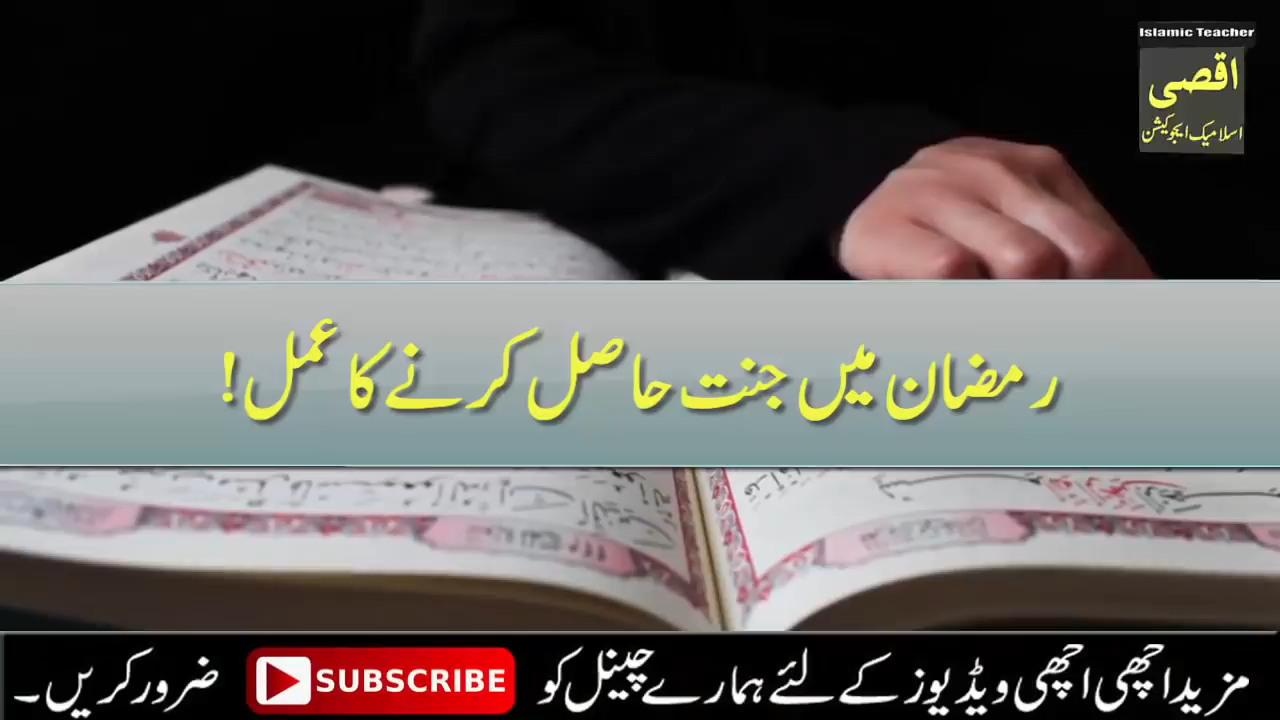 Islamic Teacher
اقصی
اسلامیک ایجوکیشن
رمضان میں جنت حاصل کرنے کا عمل!
مزید اچھی اچھی ویڈیوز کے لئے ہمارے چینل کو SUBSCRIBE ضرور کریں۔